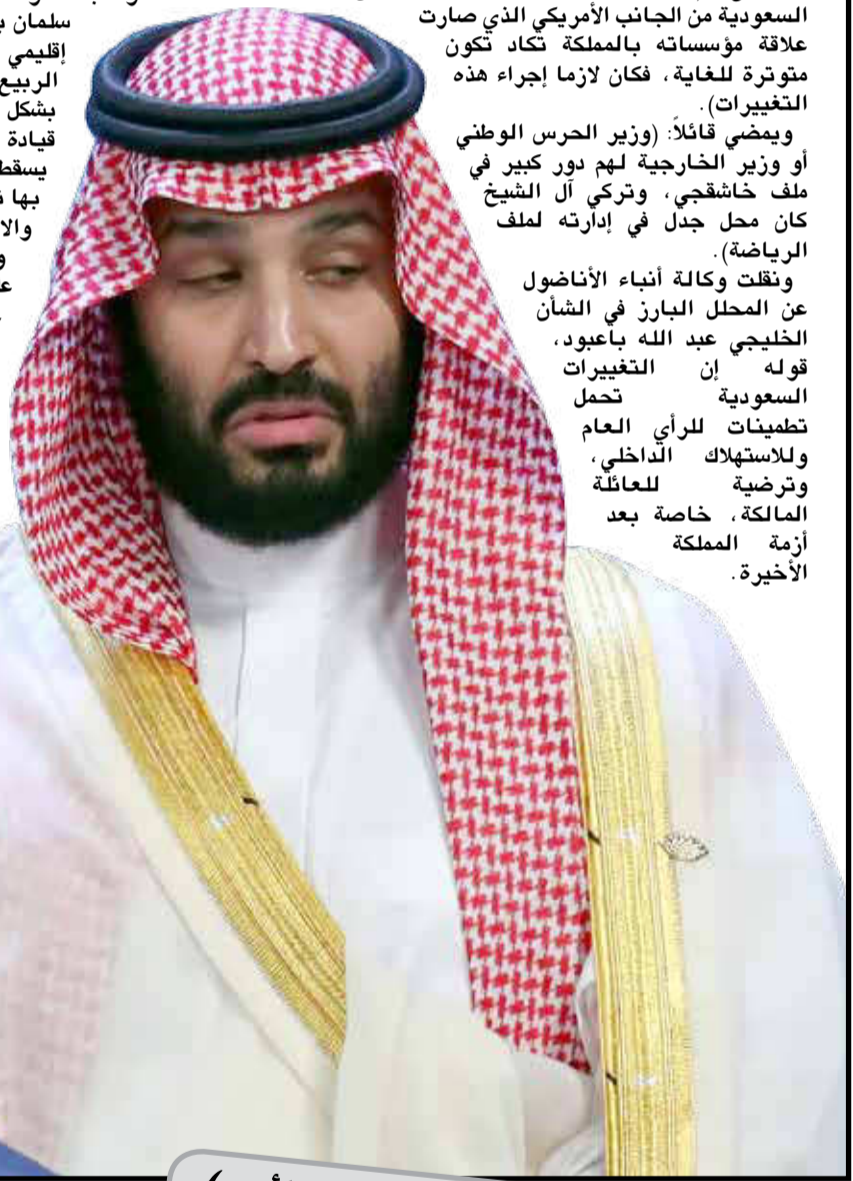 السعودية من الجانب الأمريكي الذي صارت
علاقة مؤسساته بالمملكة تكاد تكون
متوترة للغاية، فكان لازما إجراء هذه
التغييرات).
ويمضي قائلاً: (وزير الحرس الوطني
أو وزير الخارجية لهم دور كبير في
ملف خاشقجي، وتركي آل الشيخ
كان محل جدل في إدارته لملف
الرياضة).
ونقلت وكالة أنباء الأناضول
عن المحلل البارز في الشأن
الخليجي عبد الله باعبود،
قوله إن التغييرات
السعودية تحمل
تطمينات للرأي العام
وللاستهلاك الداخلي،
وترضية للعائلة
المالكة، خاصة بعد
أزمة المملكة
الأخيرة.
سلمان
إقليمي
الربيع
بشكل
قيادة
يسقط
بها